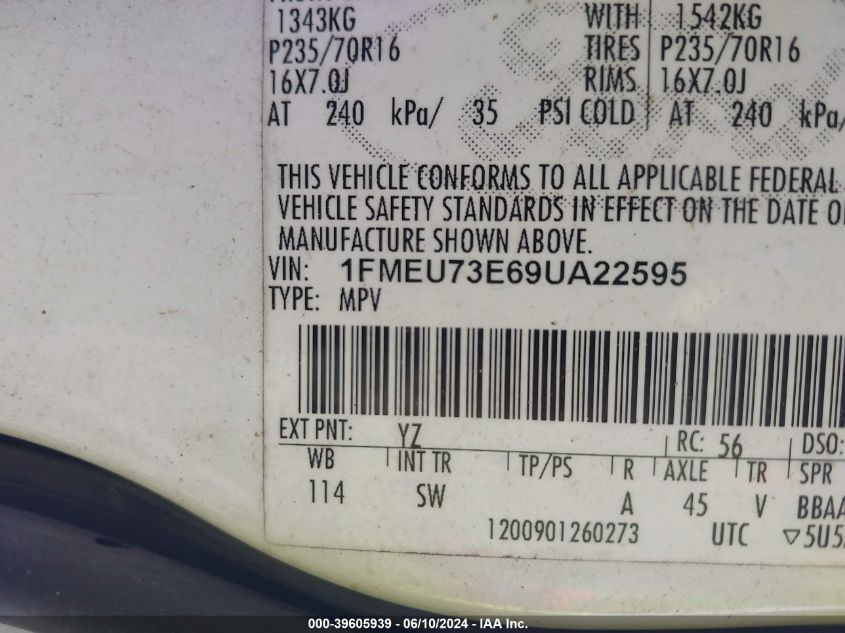 1343KG WITH 1542KG
P235/70R16 TIRES P235/70R16
16X7.0J RIMS 16X7.0J
AT 240 kPa/ 35 PSI COLD AT 240 kPa/
THIS VEHICLE CONFORMS TO ALL APPLICABLE FEDERAL
VEHICLE SAFETY STANDARDS IN EFFECT ON THE DATE
MANUFACTURE SHOWN ABOVE.
VIN: 1FMEU73E69UA22595
TYPE: MPV
EXT PNT: YZ RC: 56 DSO:
WB INT TR TP/PS R AXLE TR SPR
114 SW A 45 V BBAA
1200901260273 UTC ▽5U5
000-39605939 / 06/10/2024 - IAA Inc.